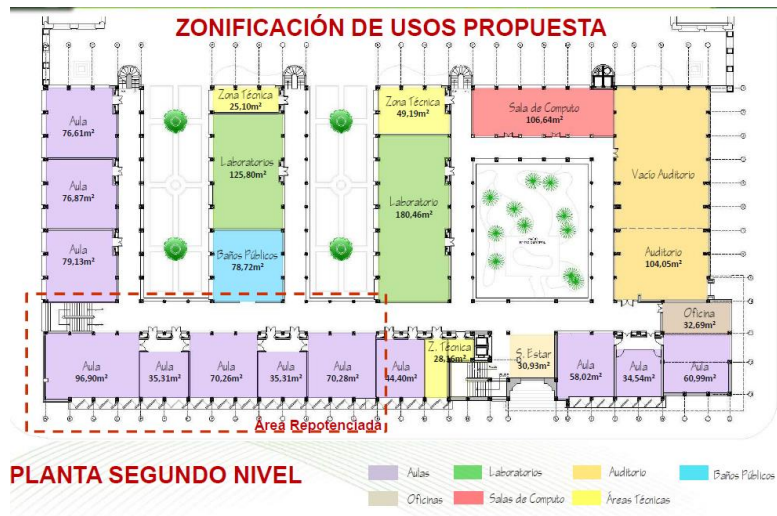 ZONIFICACIÓN DE USOS PROPUESTA
Zona Técnica
25,10m²
Zona Técnica
49,19m²
Sala de Computo
106,64m²
Aula
76,61m²
Laboratorios
125,80m²
Aula
76,87m²
Vacío Auditorio
Laboratorio
180,46m²
Aula
79,13m²
Baños Públicos
78,72m²
Auditorio
104,05m²
Oficina
32,69m²
Aula
96,90m²
Aula
35,31m²
Aula
70,26m²
Aula
35,31m²
Aula
70,28m²
Aula
44,40m²
Z. Técnica
S. Estar
30,93m²
Aula
58,02m²
Aula
34,54m²
Aula
60,99m²
Área Repotenciada
PLANTA SEGUNDO NIVEL
Aulas
Laboratorios
Auditorio
Baños Públicos
Oficinas
Salas de Computo
Áreas Técnicas